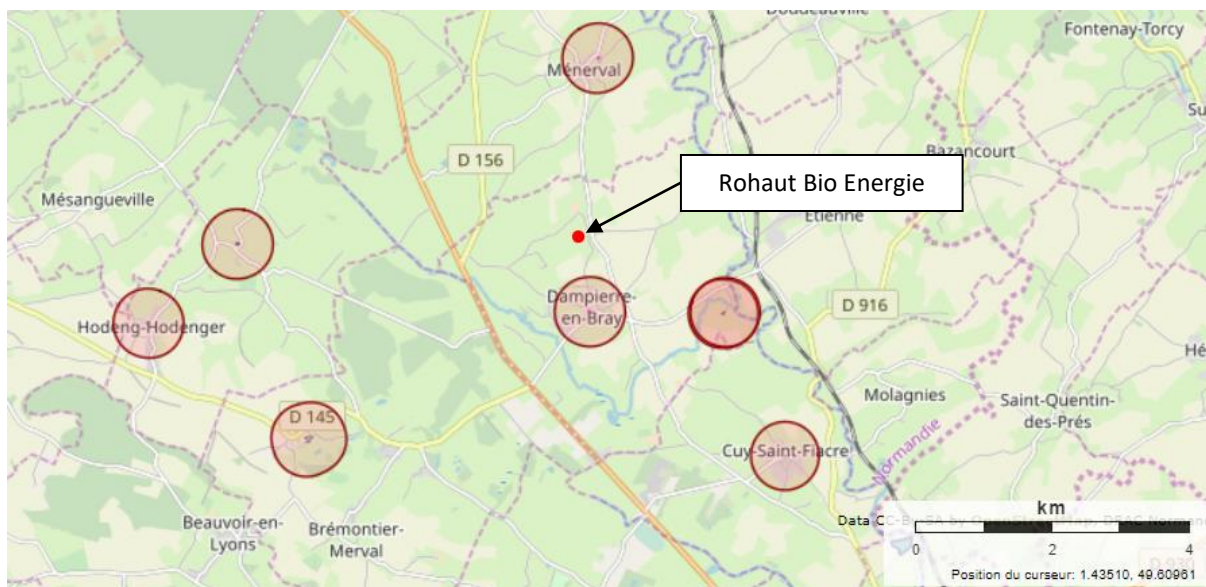 Fontenay-Torcy
Ménerval
D 156
Bazancourt
Rohaut Bio Energie
Mésangueville
Etienne
Dampierre-
en-Bray
D 916
Hodeng-Hodenger
Molagnies
Saint-Quentin-
des-Prés
D 145
Cuy-Saint-Fiacre
Normandie
km
Beauvoir-en-
Lyons
Brémontier-
Merval
0
2
4
Position du curseur: 1.43510, 49.60981